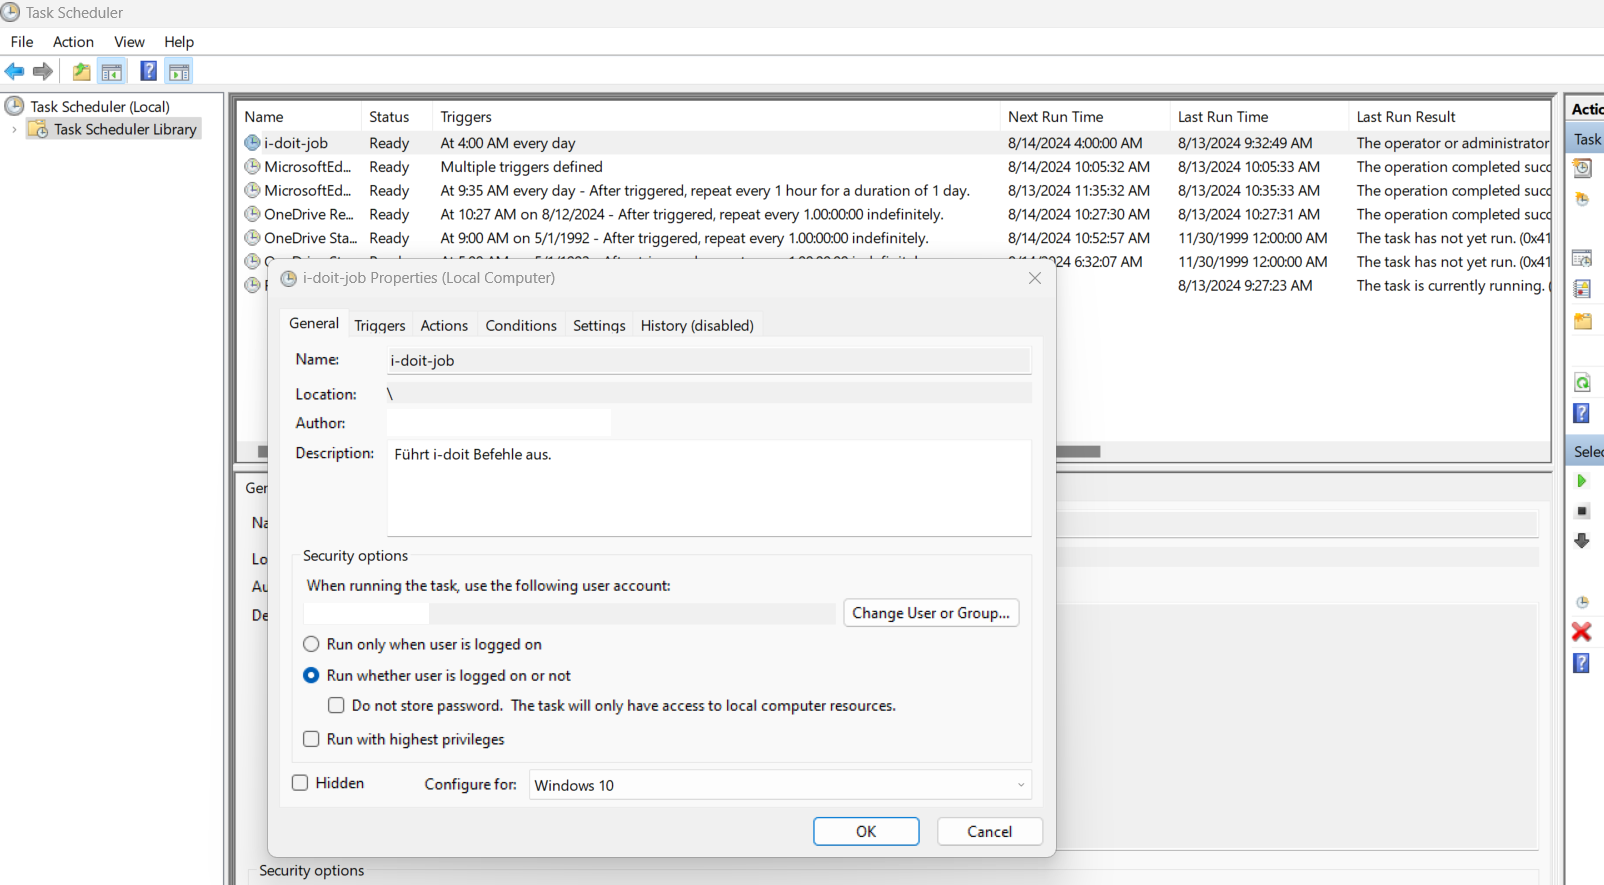 Task Scheduler
File Action View Help
Task Scheduler (Local)
Task Scheduler Library
Name Status Triggers Next Run Time Last Run Time Last Run Result
i-doit-job Ready At 4:00 AM every day 8/14/2024 4:00:00 AM 8/13/2024 9:32:49 AM The operator or administrator
MicrosoftEd... Ready Multiple triggers defined 8/14/2024 10:05:32 AM 8/13/2024 10:05:33 AM The operation completed succ
MicrosoftEd... Ready At 9:35 AM every day - After triggered, repeat every 1 hour for a duration of 1 day. 8/13/2024 11:35:32 AM 8/13/2024 10:35:33 AM The operation completed succ
OneDrive Re... Ready At 10:27 AM on 8/12/2024 - After triggered, repeat every 1.00:00:00 indefinitely. 8/14/2024 10:27:30 AM 8/13/2024 10:27:31 AM The operation completed succ
OneDrive Sta... Ready At 9:00 AM on 5/1/1992 - After triggered, repeat every 1.00:00:00 indefinitely. 8/14/2024 10:52:57 AM 11/30/1999 12:00:00 AM The task has not yet run. (0x41
6:32:07 AM 11/30/1999 12:00:00 AM The task has not yet run. (0x41
8/13/2024 9:27:23 AM The task is currently running. (
i-doit-job Properties (Local Computer)
General Triggers Actions Conditions Settings History (disabled)
Name: i-doit-job
Location: \
Author:
Description: Führt i-doit Befehle aus.
Security options
When running the task, use the following user account:
Change User or Group...
Run only when user is logged on
Run whether user is logged on or not
Do not store password. The task will only have access to local computer resources.
Run with highest privileges
Hidden Configure for: Windows 10
OK Cancel
Ger
Na
Lo
Au
De
Security options
Actio
Task
Selec